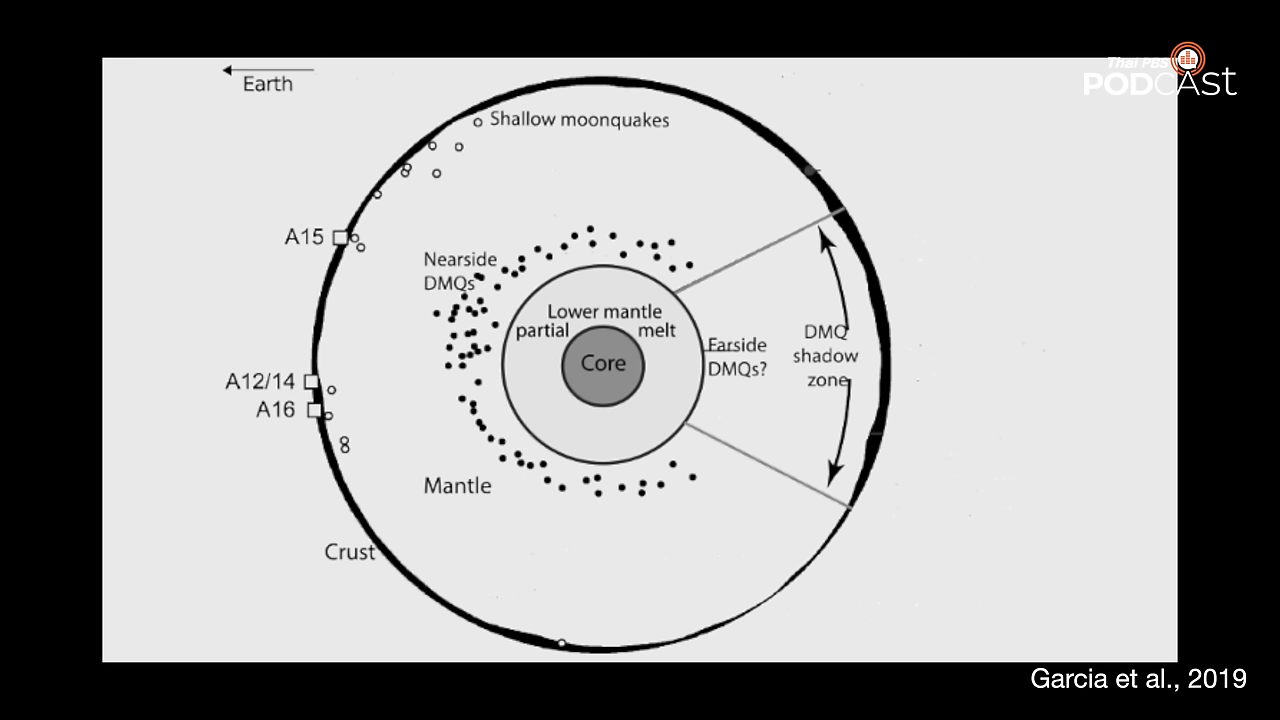 Thai PBS
PODCAST
Earth
Shallow moonquakes
A15
Nearside
DMQs
Lower mantle
partial melt
Core
Farside
DMQs?
DMQ
shadow
zone
A12/14
A16
Mantle
Crust
Garcia et al., 2019